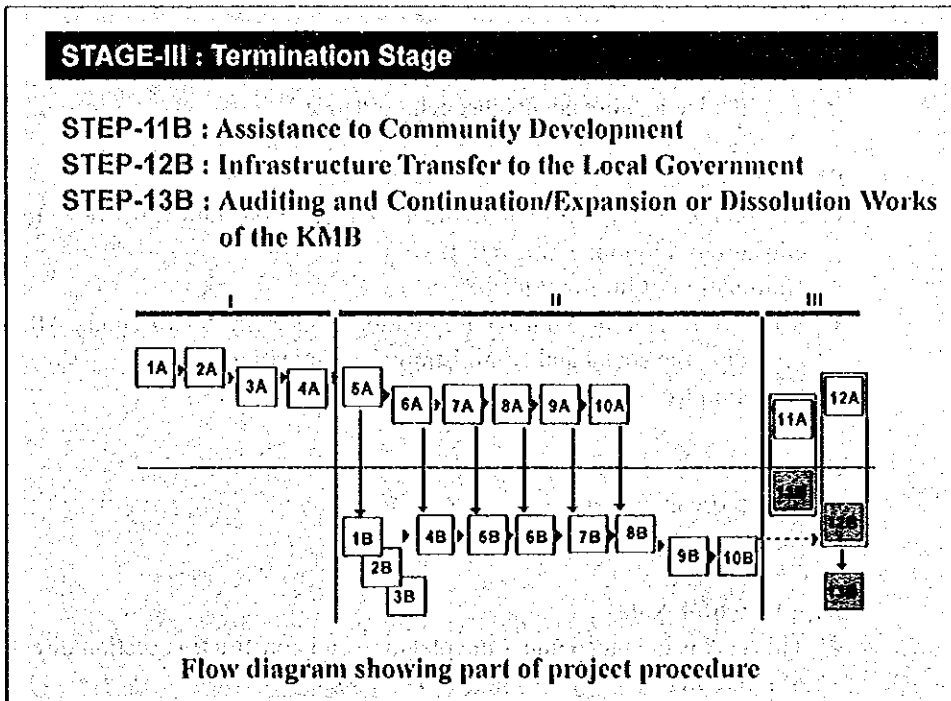 STAGE-III : Termination Stage
STEP-11B : Assistance to Community Development
STEP-12B : Infrastructure Transfer to the Local Government
STEP-13B : Auditing and Continuation/Expansion or Dissolution Works
of the KMB
I II III
1A 2A 3A 4A 5A 6A 7A 8A 9A 10A 11A 12A
11B 12B
1B 4B 5B 6B 7B 8B
2B 9B 10B
3B 13B
Flow diagram showing part of project procedure